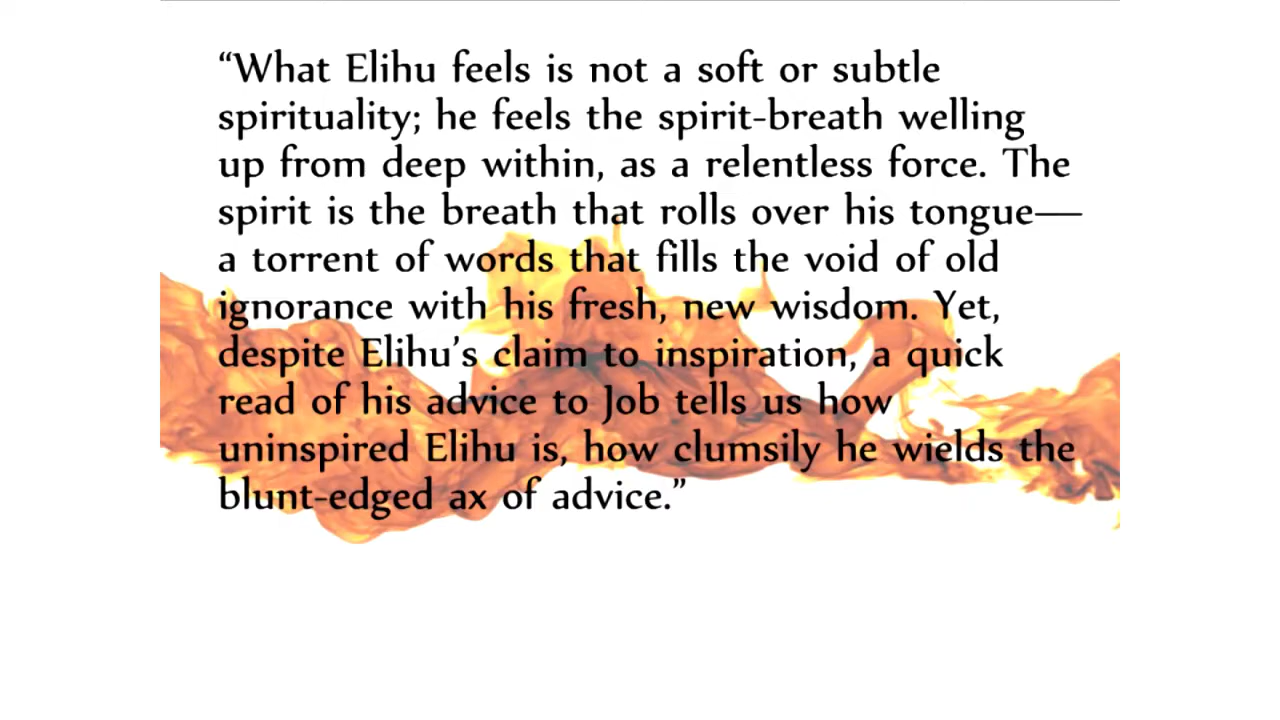 “What Elihu feels is not a soft or subtle
spirituality; he feels the spirit-breath welling
up from deep within, as a relentless force. The
spirit is the breath that rolls over his tongue—
a torrent of words that fills the void of old
ignorance with his fresh, new wisdom. Yet,
despite Elihu’s claim to inspiration, a quick
read of his advice to Job tells us how
uninspired Elihu is, how clumsily he wields the
blunt-edged ax of advice.”